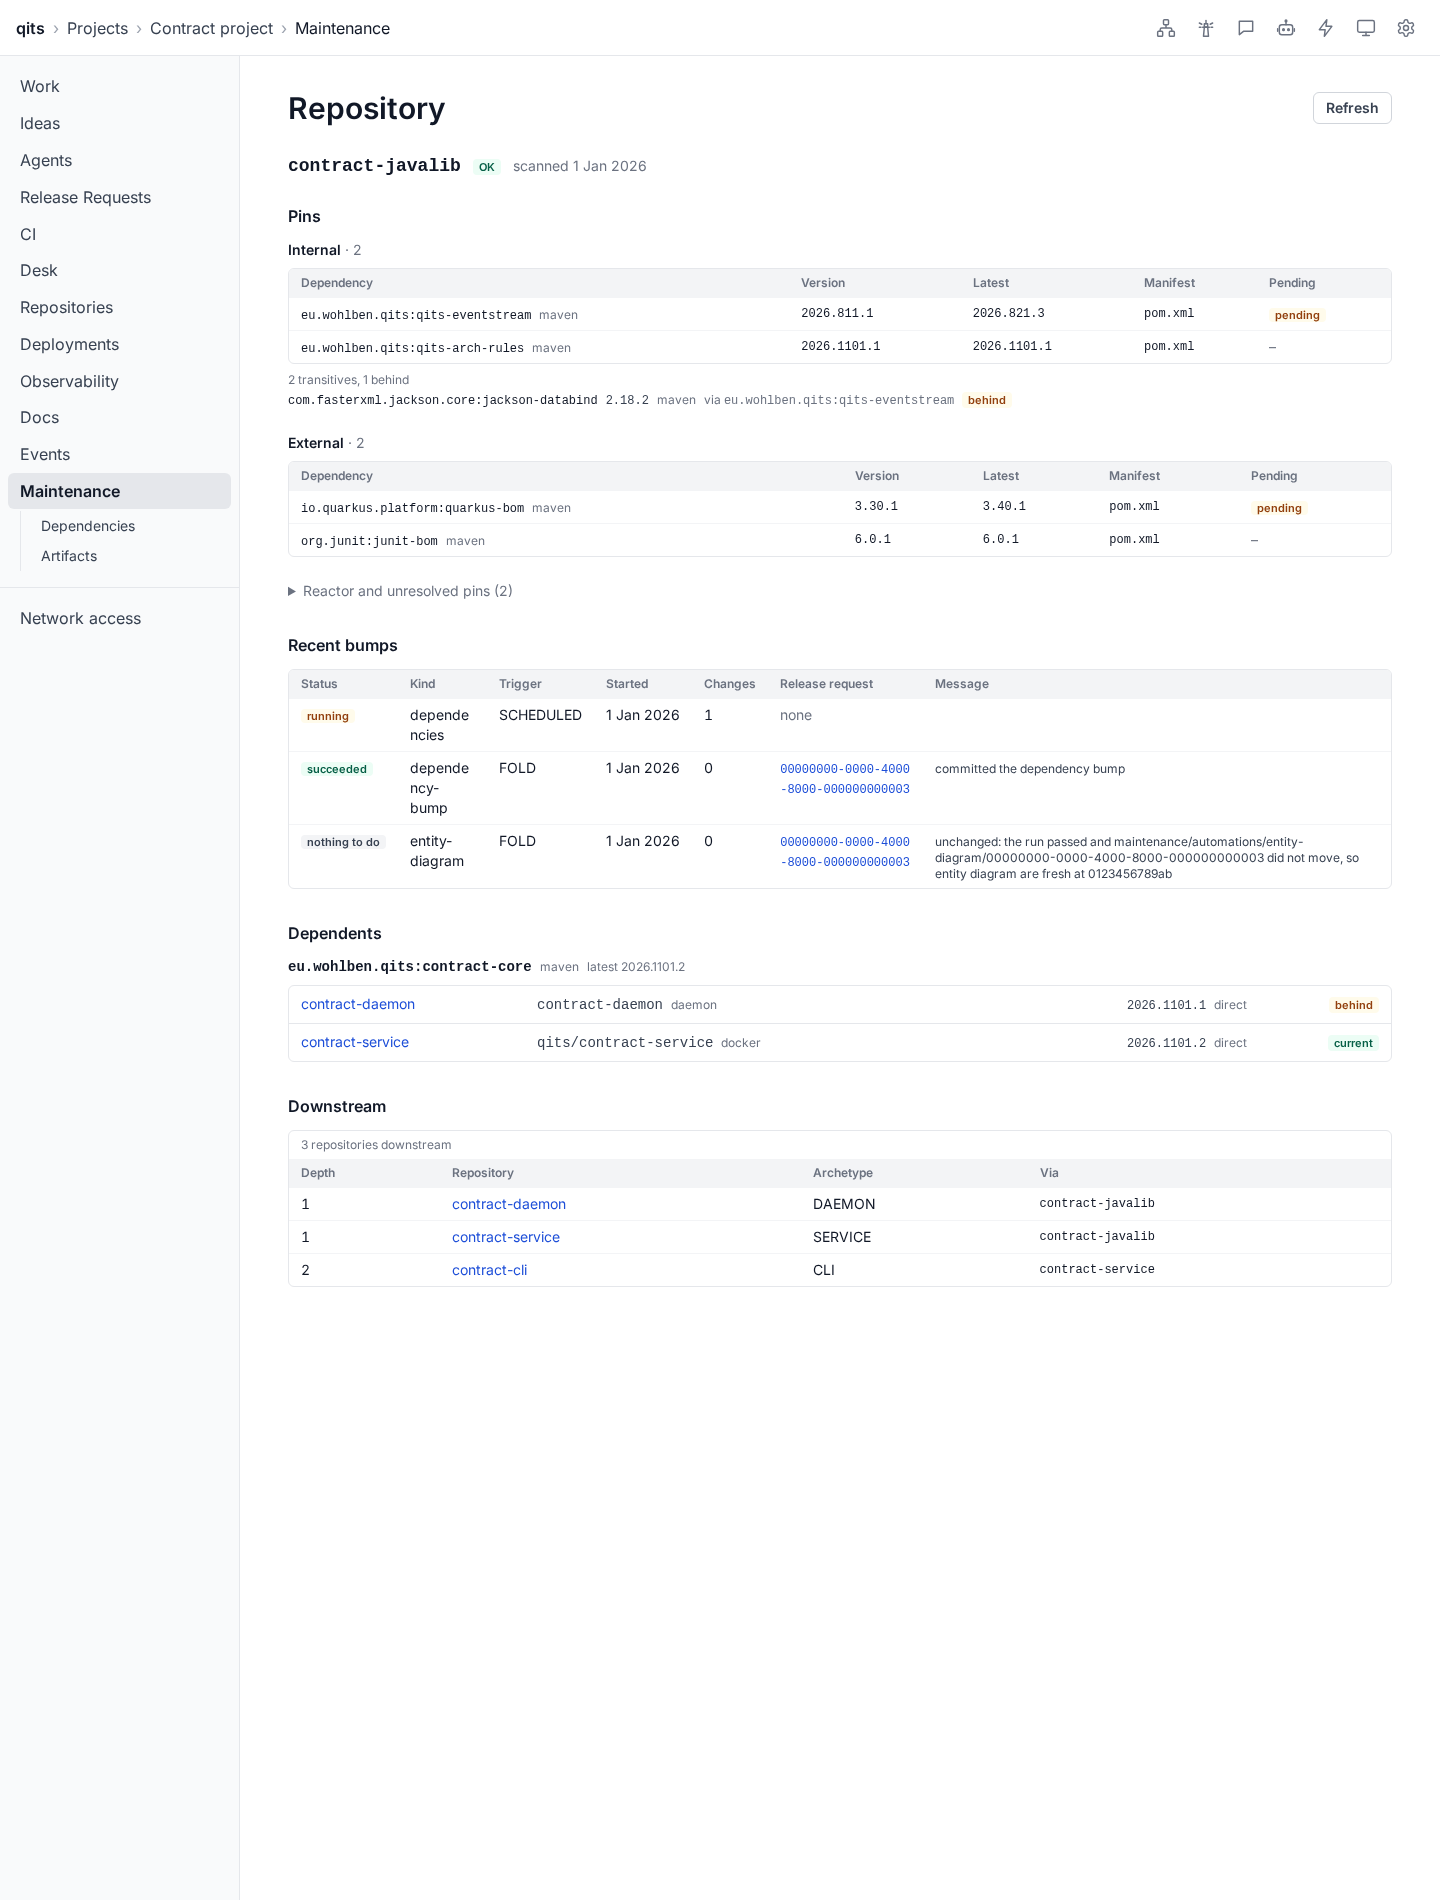 qits › Projects › Contract project › Maintenance
Work
Ideas
Agents
Release Requests
CI
Desk
Repositories
Deployments
Observability
Docs
Events
Maintenance
Dependencies
Artifacts
Network access
Repository
Refresh
contract-javalib OK scanned 1 Jan 2026
Pins
Internal · 2
Dependency Version Latest Manifest Pending
eu.wohlben.qits:qits-eventstream maven 2026.811.1 2026.821.3 pom.xml pending
eu.wohlben.qits:qits-arch-rules maven 2026.1101.1 2026.1101.1 pom.xml –
2 transitives, 1 behind
com.fasterxml.jackson.core:jackson-databind 2.18.2 maven via eu.wohlben.qits:qits-eventstream behind
External · 2
Dependency Version Latest Manifest Pending
io.quarkus.platform:quarkus-bom maven 3.30.1 3.40.1 pom.xml pending
org.junit:junit-bom maven 6.0.1 6.0.1 pom.xml –
Reactor and unresolved pins (2)
Recent bumps
Status Kind Trigger Started Changes Release request Message
running depende SCHEDULED 1 Jan 2026 1 none
ncies
succeeded depende FOLD 1 Jan 2026 0 00000000-0000-4000 committed the dependency bump
ncy- -8000-000000000003
bump
nothing to do entity- FOLD 1 Jan 2026 0 00000000-0000-4000 unchanged: the run passed and maintenance/automations/entity-
diagram -8000-000000000003 diagram/00000000-0000-4000-8000-000000000003 did not move, so
entity diagram are fresh at 0123456789ab
Dependents
eu.wohlben.qits:contract-core maven latest 2026.1101.2
contract-daemon contract-daemon daemon 2026.1101.1 direct behind
contract-service qits/contract-service docker 2026.1101.2 direct current
Downstream
3 repositories downstream
Depth Repository Archetype Via
1 contract-daemon DAEMON contract-javalib
1 contract-service SERVICE contract-javalib
2 contract-cli CLI contract-service